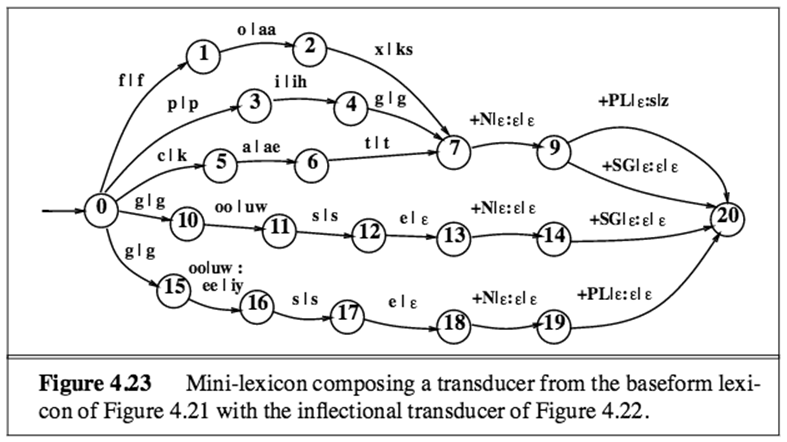 f|f
o|aa
x|ks
1
2
p|p
i|ih
g|g
3
4
+N|ε:ε|ε
+PL|ε:s|z
c|k
a|ae
t|t
5
6
7
9
+SG|ε:ε|ε
0
g|g
oo|uw
s|s
e|ε
+N|ε:ε|ε
+SG|ε:ε|ε
10
11
12
13
14
20
g|g
oo|uw :
ee|iy
s|s
e|ε
+N|ε:ε|ε
+PL|ε:ε|ε
15
16
17
18
19
Figure 4.23 Mini-lexicon composing a transducer from the baseform lexi-
con of Figure 4.21 with the inflectional transducer of Figure 4.22.